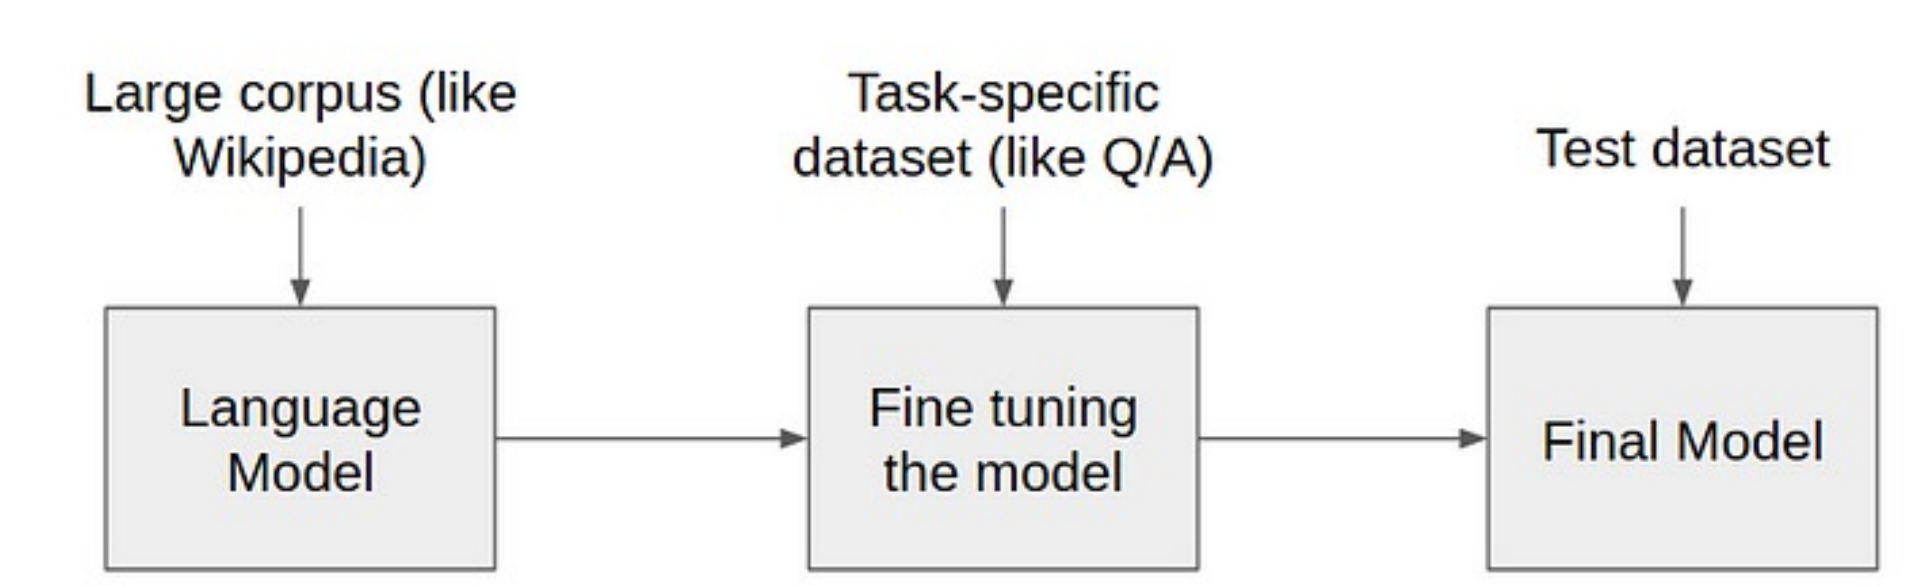 Large corpus (like
Wikipedia)
Task-specific
dataset (like Q/A)
Test dataset
Language
Model
Fine tuning
the model
Final Model